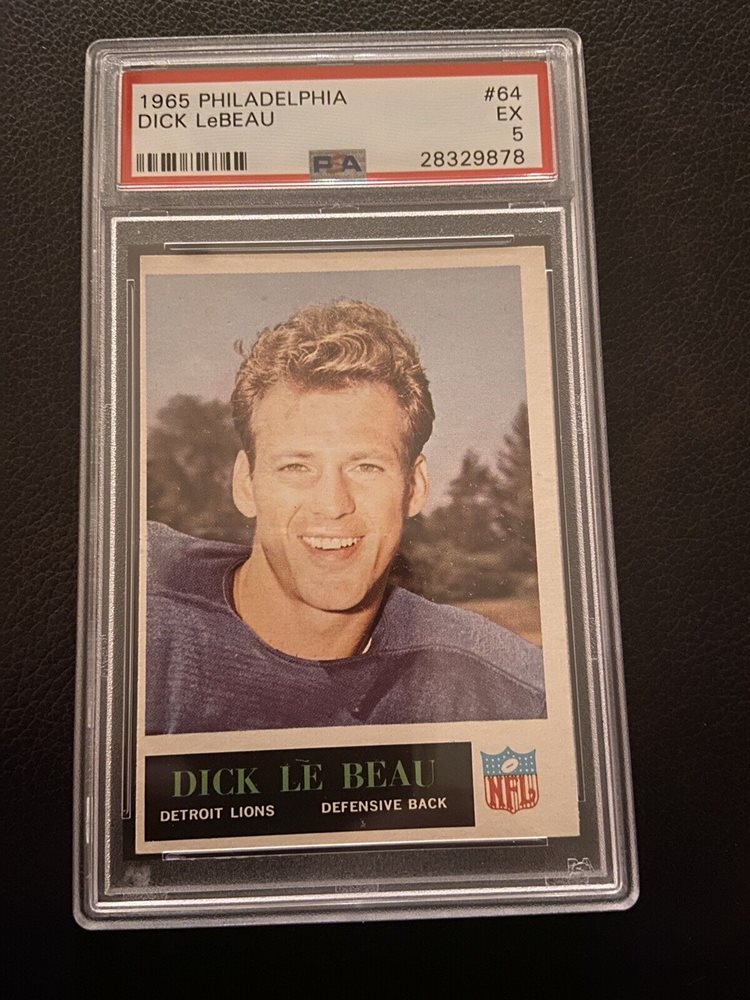 1965 PHILADELPHIA #64
DICK LeBEAU EX
5
PSA 28329878
DICK LE BEAU
DETROIT LIONS DEFENSIVE BACK
NFL